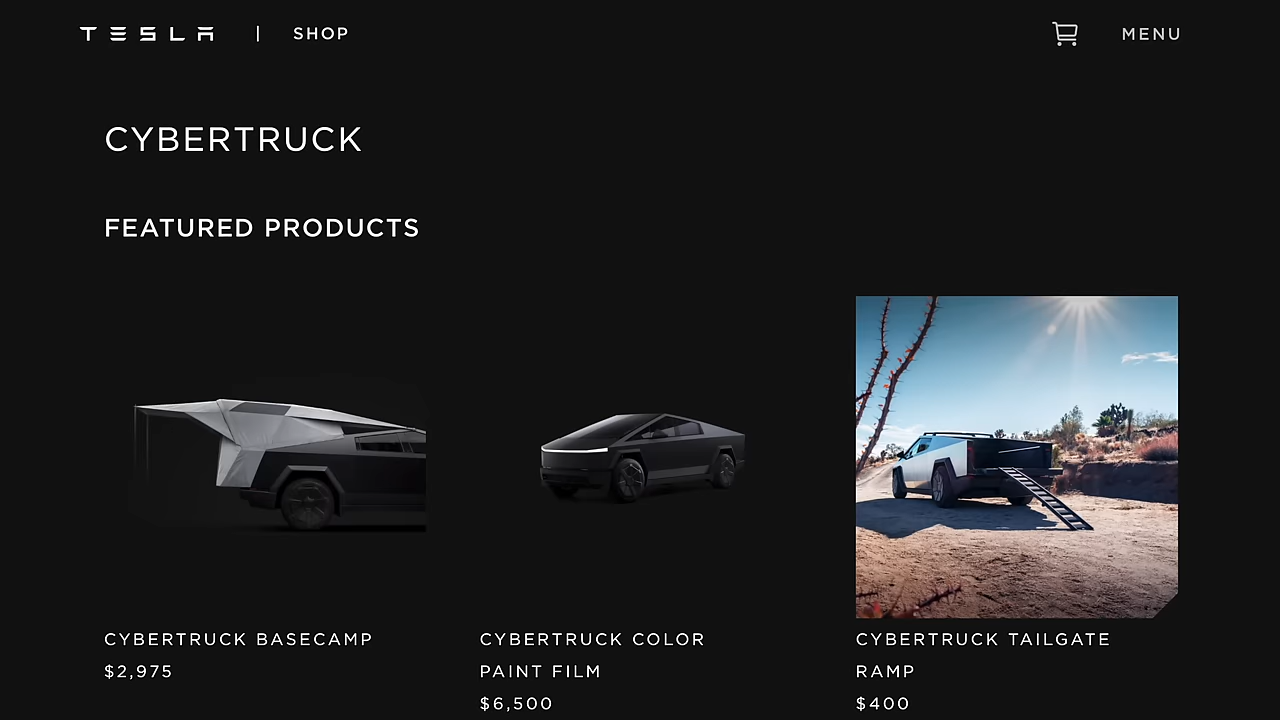 TESLA | SHOP
MENU
CYBERTRUCK
FEATURED PRODUCTS
CYBERTRUCK BASECAMP
$2,975
CYBERTRUCK COLOR
PAINT FILM
$6,500
CYBERTRUCK TAILGATE
RAMP
$400